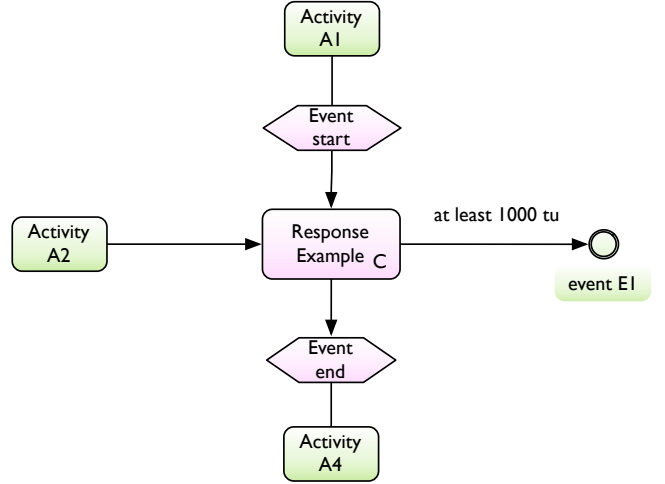 Activity
A1
Event
start
at least 1000 tu
Activity
A2
Response
Example
C
event E1
Event
end
Activity
A4